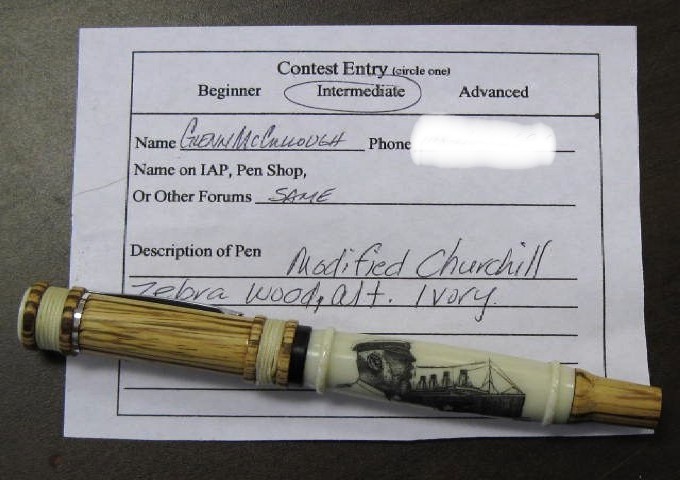 Contest Entry (circle one)
Beginner Intermediate Advanced
Name Glenn McCullough Phone
Name on IAP, Pen Shop,
Or Other Forums SAME
Description of Pen Modified Churchill
Zebra Wood, Alt. Ivory.